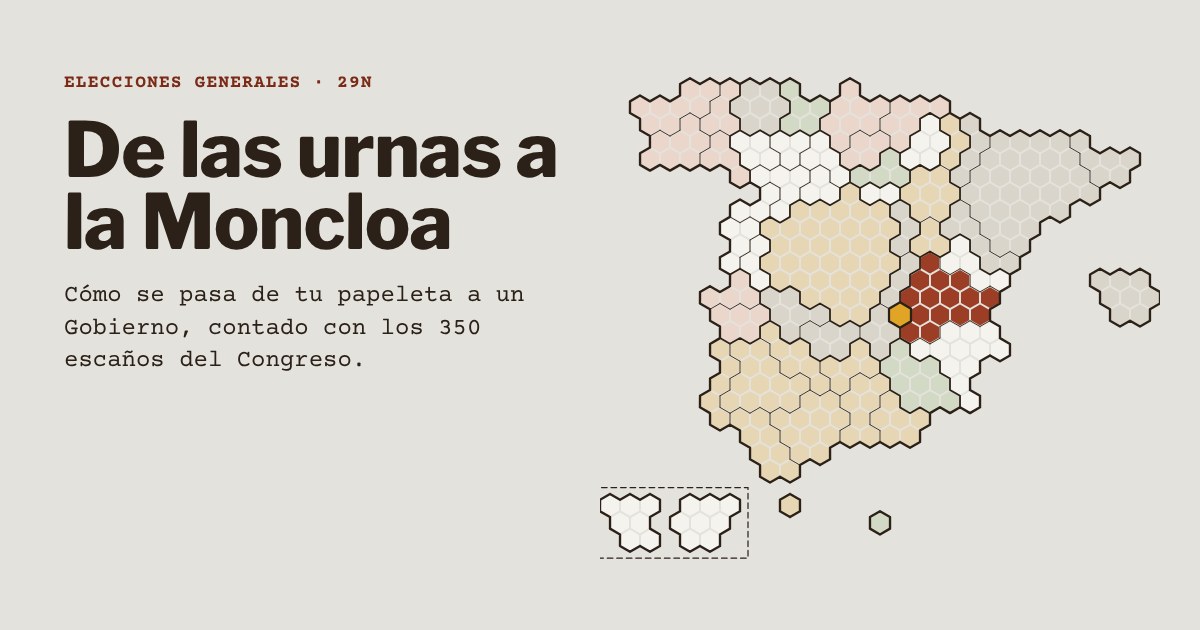 ELECCIONES GENERALES · 29N
De las urnas a
la Moncloa
Cómo se pasa de tu papeleta a un
Gobierno, contado con los 350
escaños del Congreso.